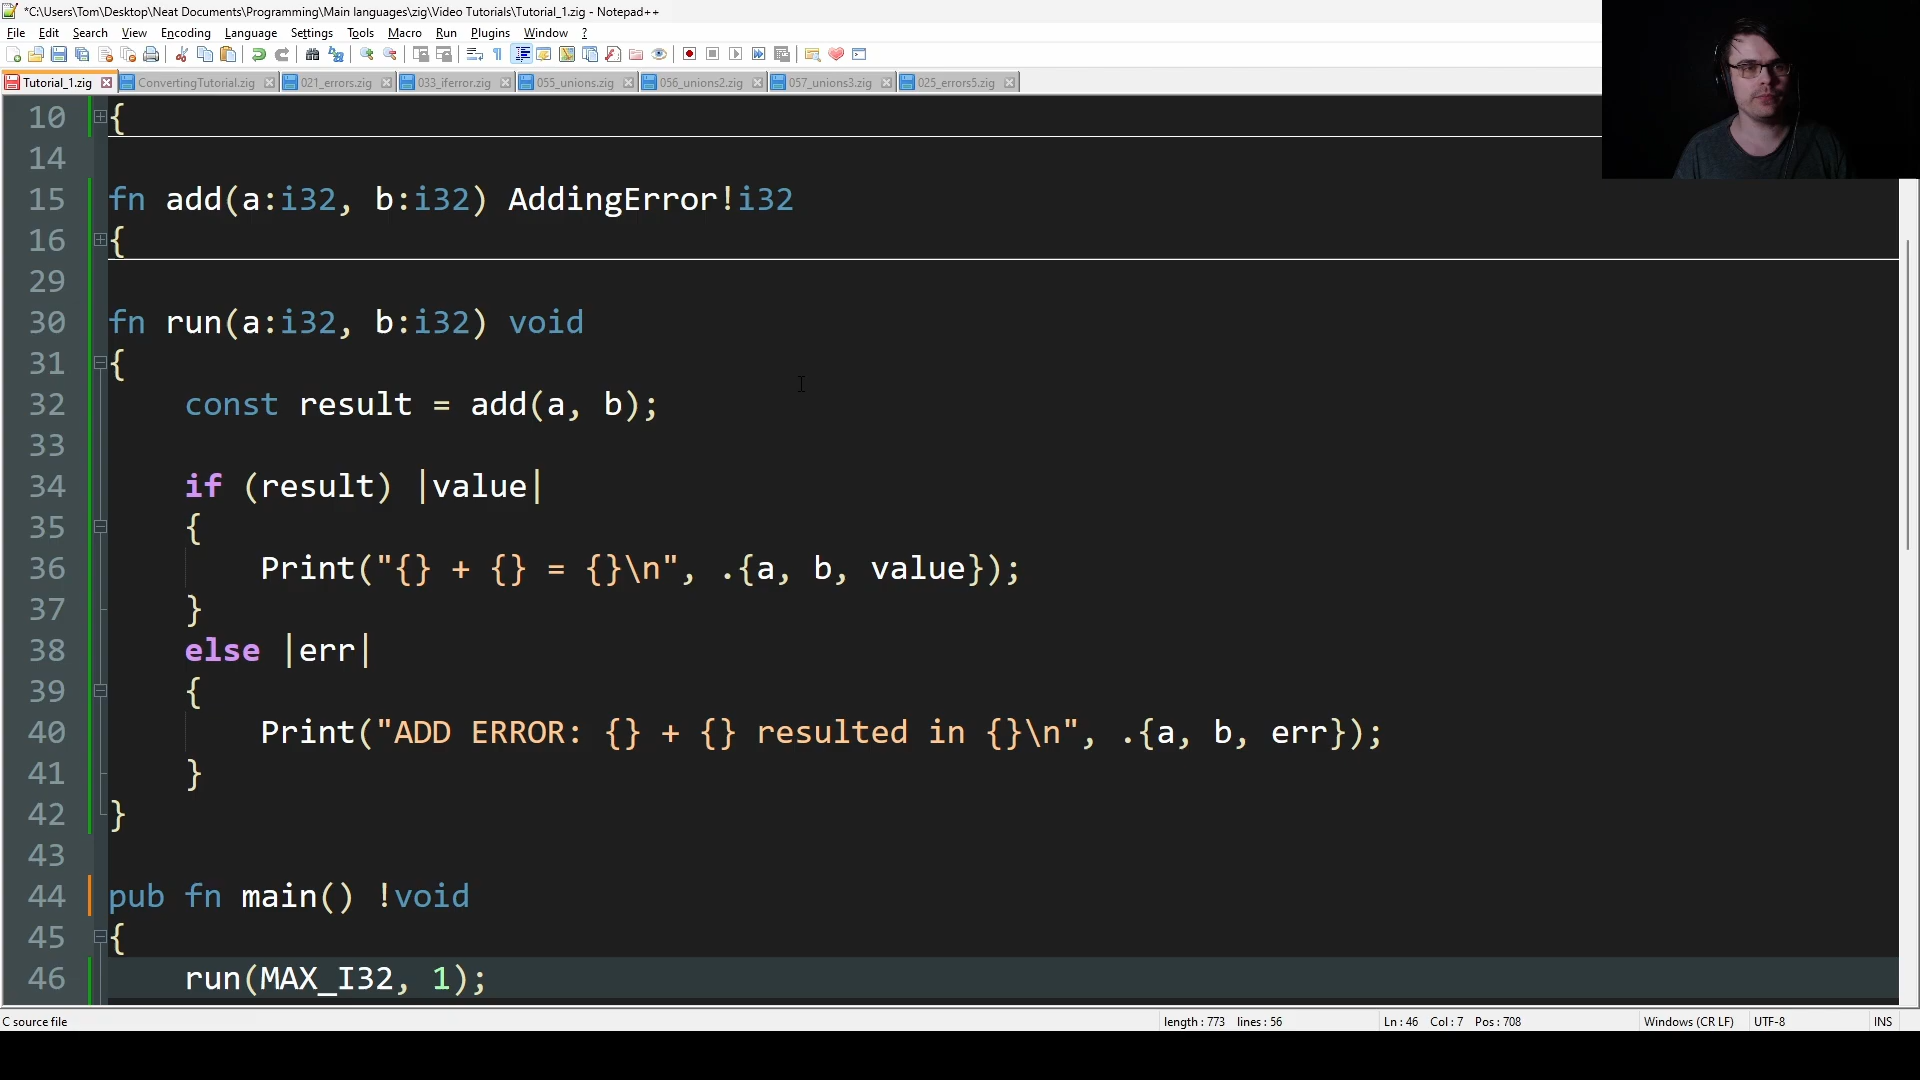 *C:\Users\Tom\Desktop\Neat Documents\Programming\Main languages\zig\Video Tutorials\Tutorial_1.zig - Notepad++
File Edit Search View Encoding Language Settings Tools Macro Run Plugins Window ?
Tutorial_1.zig ConvertingTutorial.zig 021_errors.zig 033_iferror.zig 055_unions.zig 056_unions2.zig 057_unions3.zig 025_errors5.zig
10 {
14
15 fn add(a:i32, b:i32) AddingError!i32
16 {
29
30 fn run(a:i32, b:i32) void
31 {
32     const result = add(a, b);
33
34     if (result) |value|
35     {
36         Print("{} + {} = {}\n", .{a, b, value});
37     }
38     else |err|
39     {
40         Print("ADD ERROR: {} + {} resulted in {}\n", .{a, b, err});
41     }
42 }
43
44 pub fn main() !void
45 {
46     run(MAX_I32, 1);
C source file length : 773 lines : 56 Ln : 46 Col : 7 Pos : 708 Windows (CR LF) UTF-8 INS